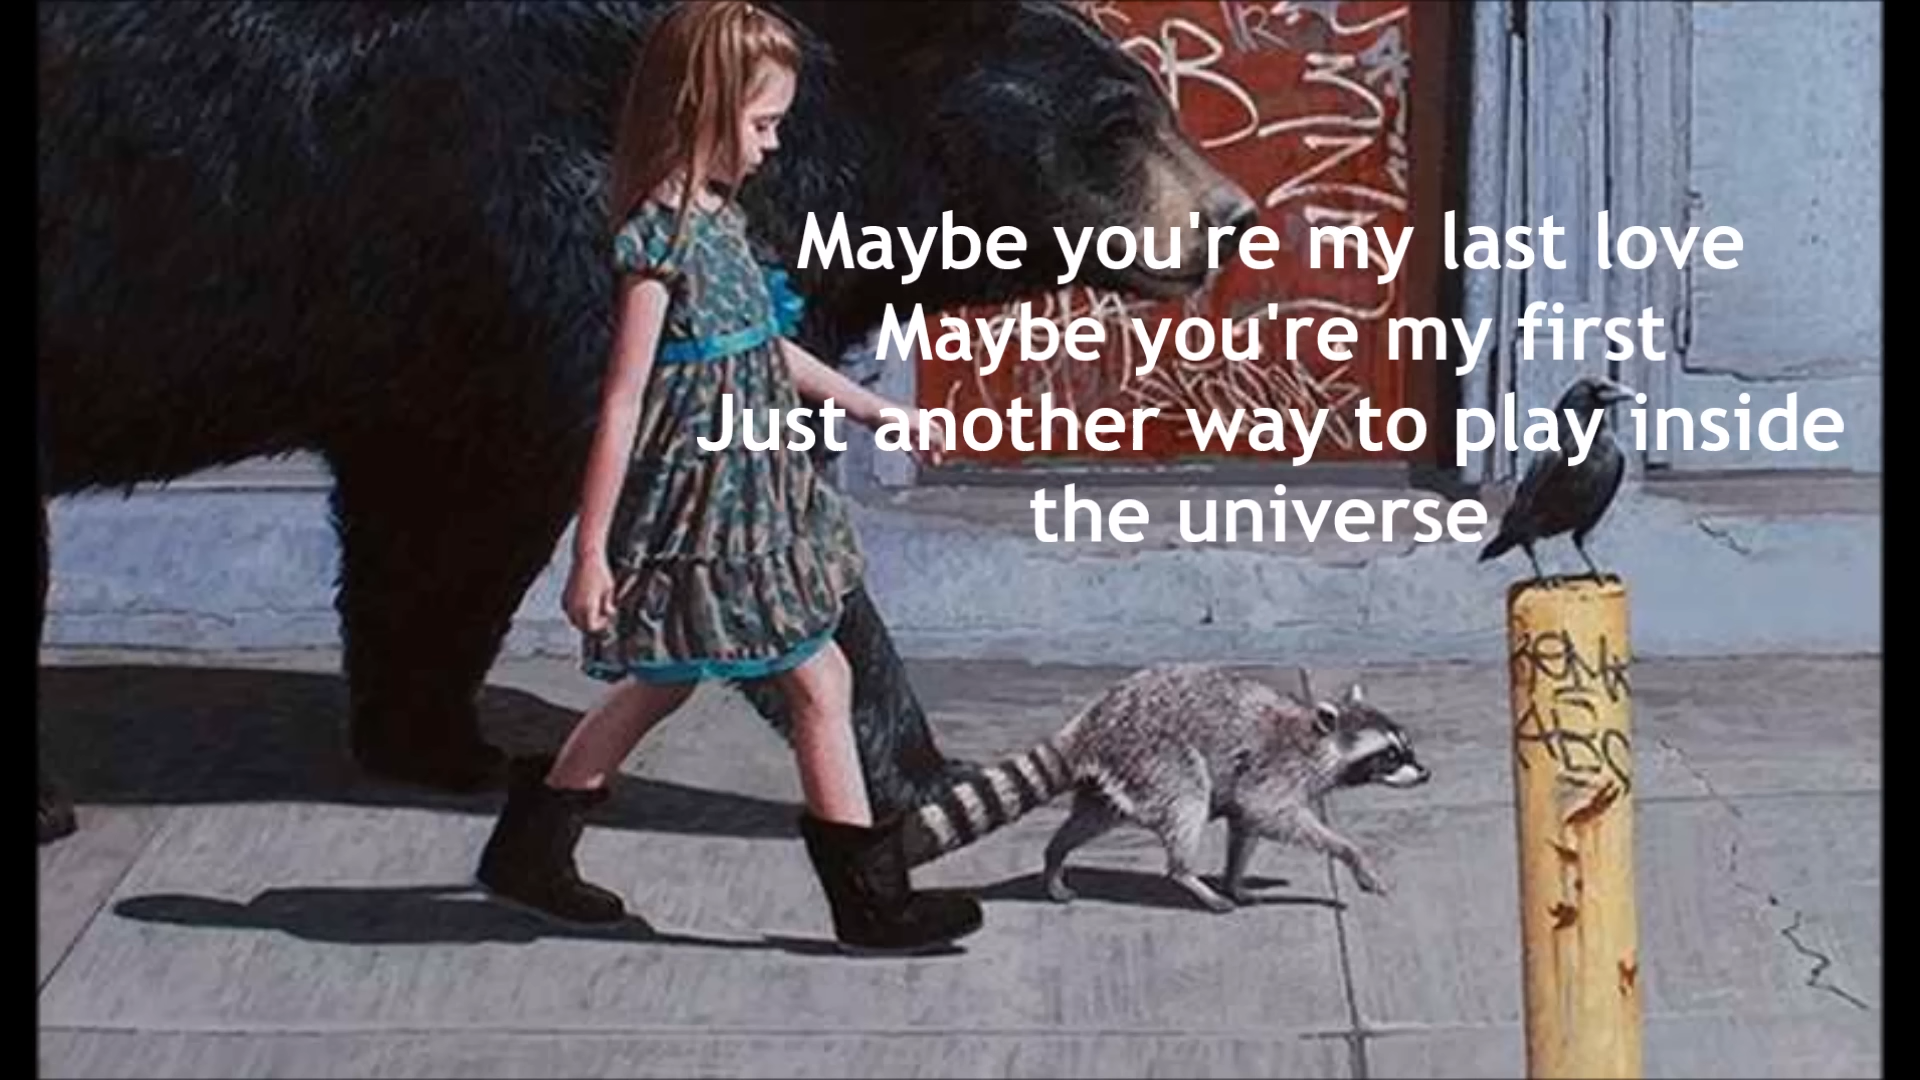 Maybe you're my last love
Maybe you're my first
Just another way to play inside
the universe